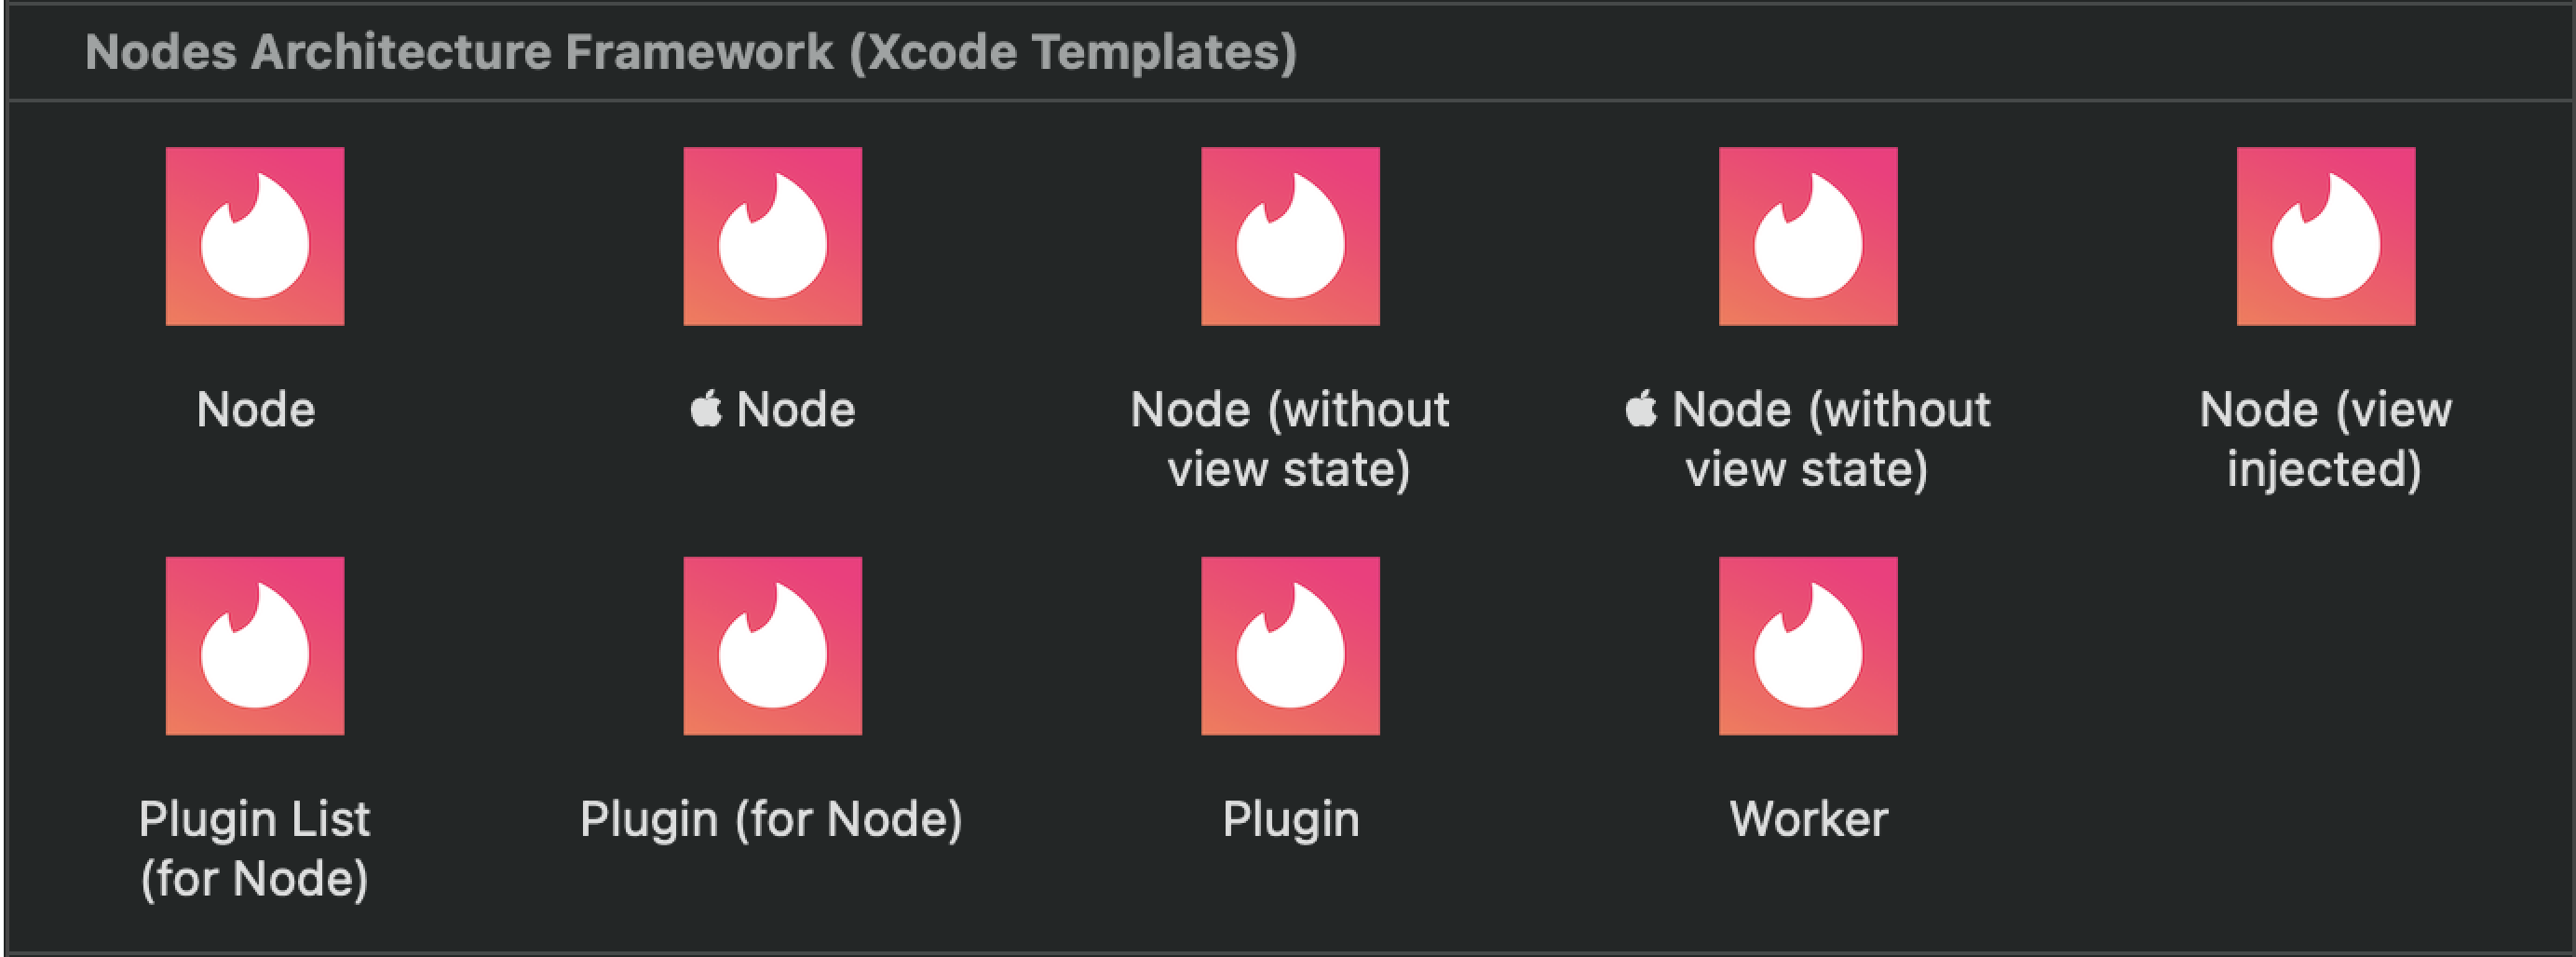 Nodes Architecture Framework (Xcode Templates)
Node
 Node
Node (without
view state)
 Node (without
view state)
Node (view
injected)
Plugin List
(for Node)
Plugin (for Node)
Plugin
Worker